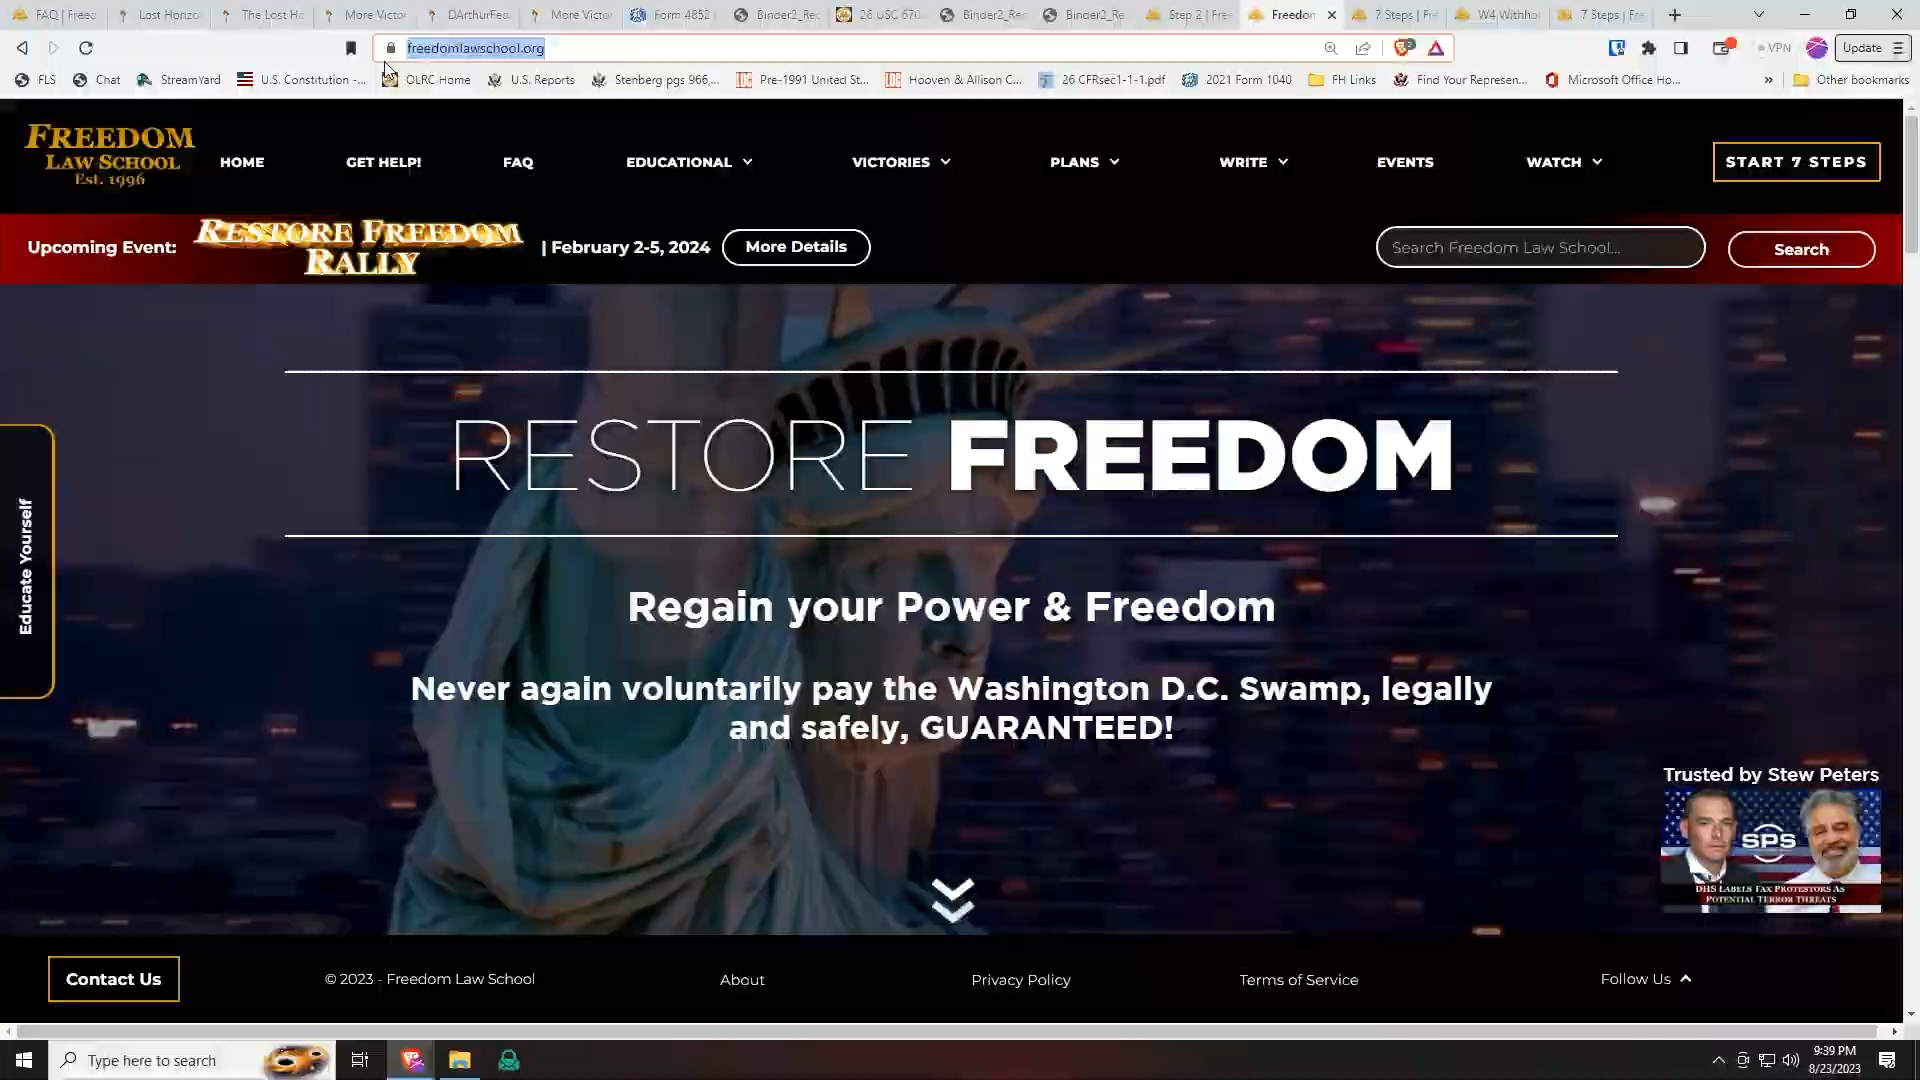 FAQ | Freed
Lost Horizo
The Lost Ho
More Victor
DArthurFea
More Victo
Form 4852
Binder2_Re
26 USC 670
Binder2_Re
Binder2_Re
Step 2 | Fre
Freedon
7 Steps | Fre
W4 Withho
7 Steps | Fre
freedomlawschool.org
VPN
Update
FLS
Chat
StreamYard
U.S. Constitution -...
OLRC Home
U.S. Reports
Stenberg pgs 966,...
Pre-1991 United St...
Hooven & Allison C...
26 CFRsec1-1-1.pdf
2021 Form 1040
FH Links
Find Your Represen...
Microsoft Office Ho...
Other bookmarks
FREEDOM
LAW SCHOOL
Est. 1996
HOME
GET HELP!
FAQ
EDUCATIONAL
VICTORIES
PLANS
WRITE
EVENTS
WATCH
START 7 STEPS
Upcoming Event:
RESTORE FREEDOM
RALLY
| February 2-5, 2024
More Details
Search Freedom Law School...
Search
RESTORE FREEDOM
Regain your Power & Freedom
Never again voluntarily pay the Washington D.C. Swamp, legally
and safely, GUARANTEED!
Educate Yourself
Trusted by Stew Peters
SPS
DHS LABELS TAX PROTESTORS AS
POTENTIAL TERROR THREATS
Contact Us
© 2023 - Freedom Law School
About
Privacy Policy
Terms of Service
Follow Us
Type here to search
9:39 PM
8/23/2023